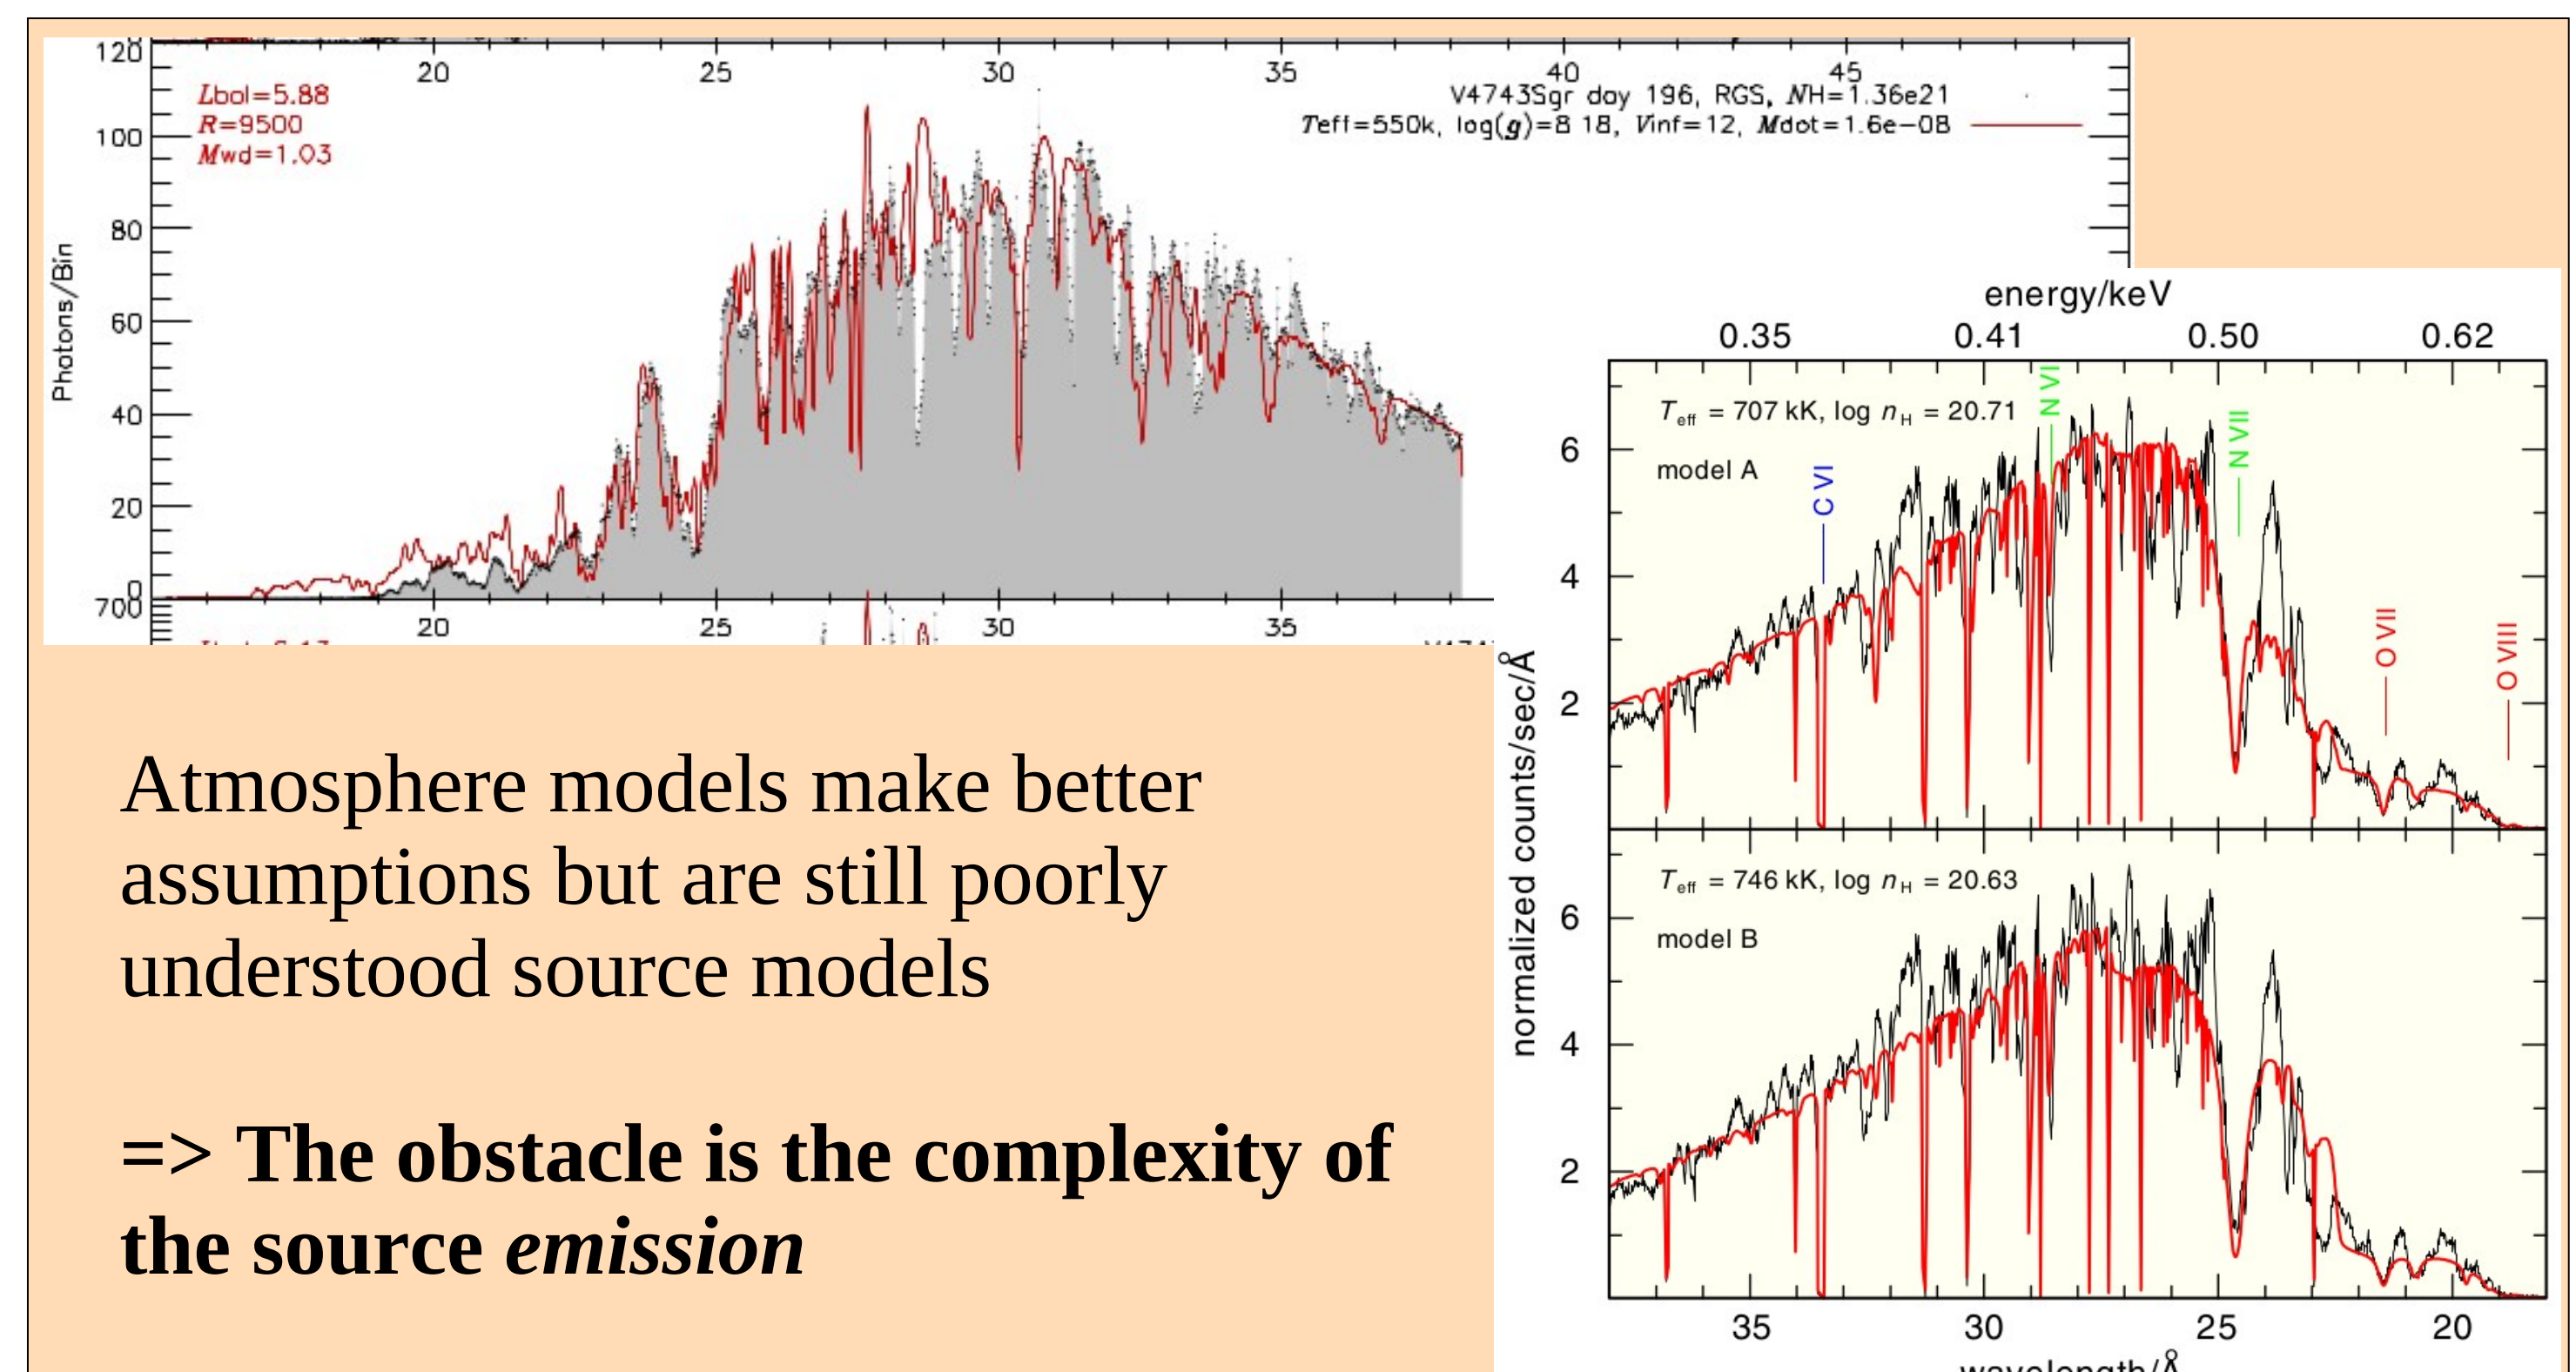 120
20 25 30 35 40 45
Lbol=5.88
R=9500
Mwd=1.03
V4743Sgr day 196, RGS, NH=1.36e21
Teff=550k, log(g)=8 18, Vinf=12, Mdot=1.6e-08
100
80
60
40
20
0
700
Photons/Bin
20 25 30 35
energy/keV
0.35 0.41 0.50 0.62
Teff = 707 kK, log nH = 20.71
model A
C VI
N VI
N VII
O VII
O VIII
6
4
2
normalized counts/sec/Å
Teff = 746 kK, log nH = 20.63
model B
6
4
2
35 30 25 20
wavelength/Å
Atmosphere models make better
assumptions but are still poorly
understood source models
=> The obstacle is the complexity of
the source emission